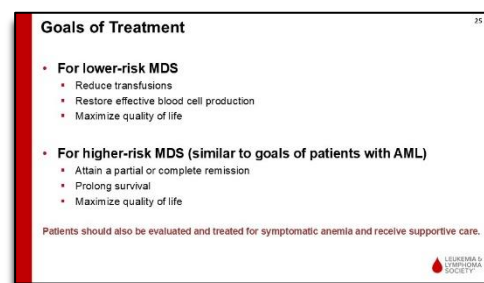 Goals of Treatment
25
• For lower-risk MDS
▪ Reduce transfusions
▪ Restore effective blood cell production
▪ Maximize quality of life
• For higher-risk MDS (similar to goals of patients with AML)
▪ Attain a partial or complete remission
▪ Prolong survival
▪ Maximize quality of life
Patients should also be evaluated and treated for symptomatic anemia and receive supportive care.
LEUKEMIA &
LYMPHOMA
SOCIETY